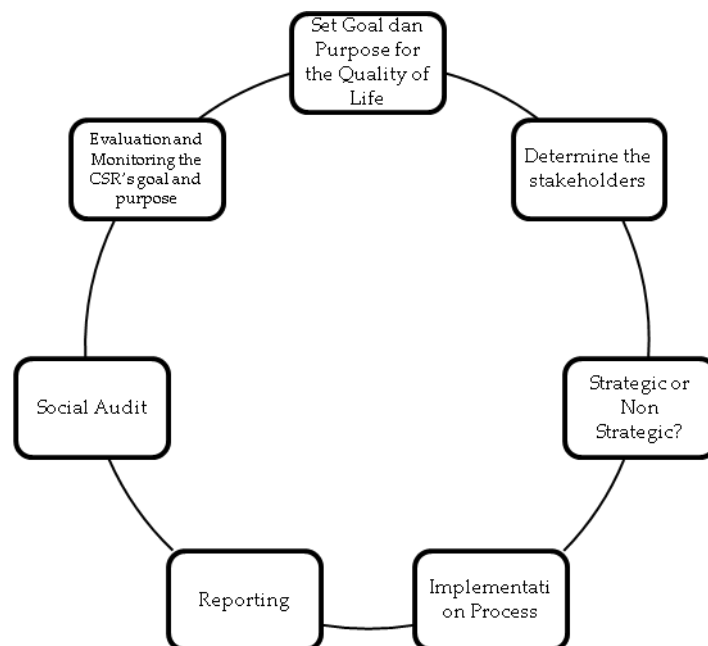 Set Goal dan
Purpose for
the Quality of
Life
Determine the
stakeholders
Strategic or
Non
Strategic?
Implementati
on Process
Reporting
Social Audit
Evaluation and
Monitoring the
CSR's goal and
purpose